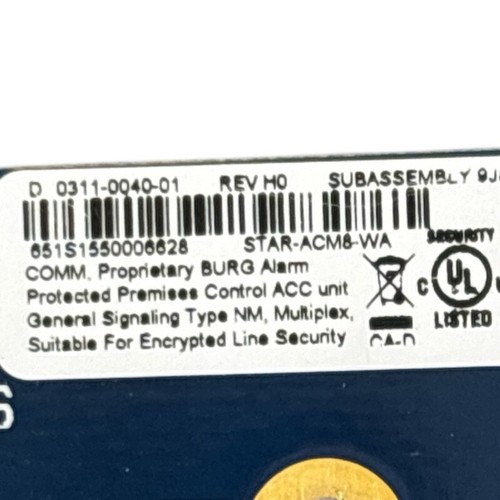 D 0311-0040-01 REV H0 SUBASSEMBLY 9J
651S1550006628 STAR-ACM8-WA
COMM, Proprietary BURG Alarm
Protected Premises Control ACC unit
General Signaling Type NM, Multiplex,
Suitable For Encrypted Line Security
SECURITY
C UL
LISTED
S